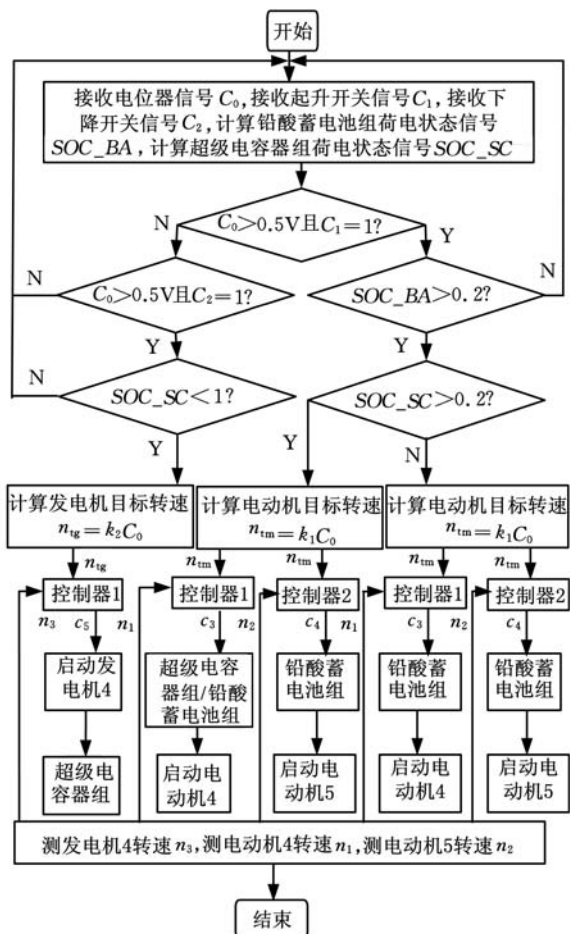 开始
接收电位器信号C₀,接收起升开关信号C₁,接收下
降开关信号C₂,计算铅酸蓄电池组荷电状态信号
SOC_BA,计算超级电容器组荷电状态信号SOC_SC
N
C₀>0.5V且C₁=1?
Y
N
C₀>0.5V且C₂=1?
SOC_BA>0.2?
N
Y
Y
N
SOC_SC<1?
SOC_SC>0.2?
Y
Y
N
计算发电机目标转速
n_tg=k₂C₀
计算电动机目标转速
n_tm=k₁C₀
计算电动机目标转速
n_tm=k₁C₀
n_tg
n_tm
n_tm
n_tm
n_tm
控制器1
控制器1
控制器2
控制器1
控制器2
n₃
c₅
n₁
c₃
n₂
c₄
n₁
c₃
n₂
c₄
启动发
电机4
超级电容
器组/铅酸
蓄电池组
铅酸蓄
电池组
铅酸蓄
电池组
铅酸蓄
电池组
超级电
容器组
启动电
动机4
启动电
动机5
启动电
动机4
启动电
动机5
测发电机4转速n₃,测电动机4转速n₁,测电动机5转速n₂
结束